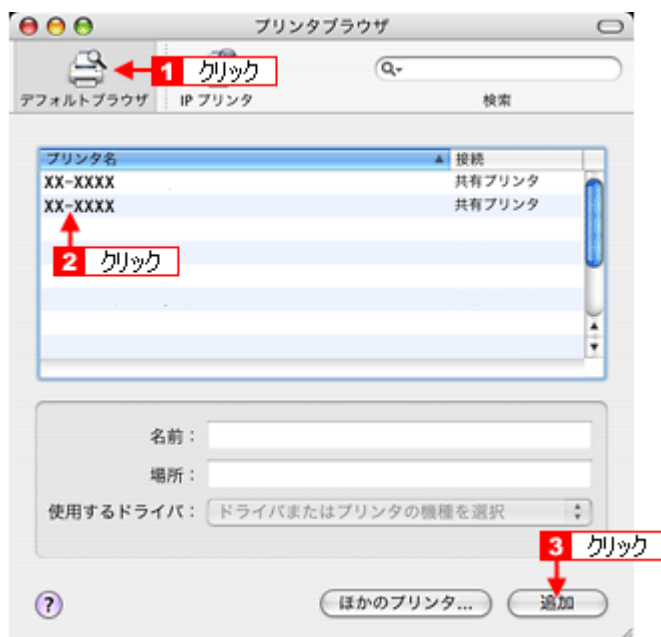 プリンタブラウザ
1 クリック
デフォルトブラウザ
IP プリンタ
検索
プリンタ名
接続
XX-XXXX
共有プリンタ
XX-XXXX
共有プリンタ
2 クリック
名前：
場所：
使用するドライバ：
ドライバまたはプリンタの機種を選択
3 クリック
?
ほかのプリンタ...
追加